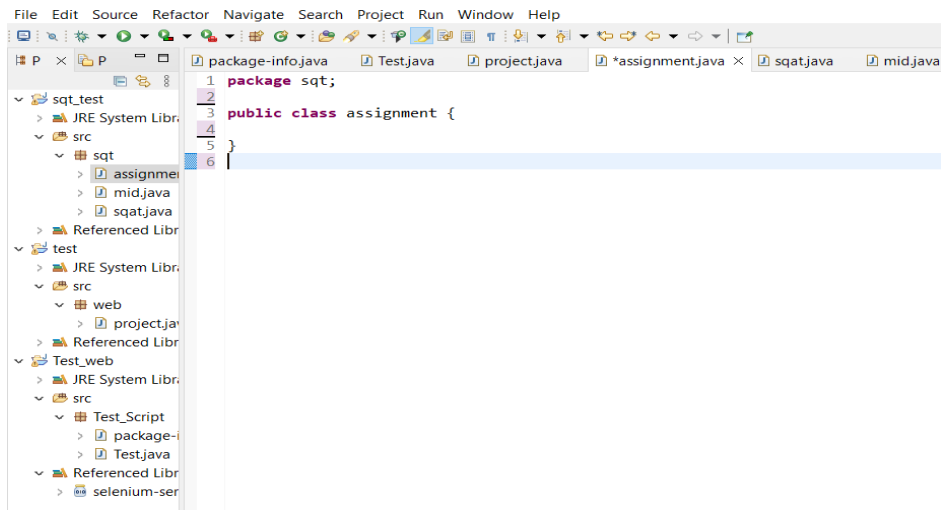 File Edit Source Refactor Navigate Search Project Run Window Help
P P
package-info.java Test.java project.java *assignment.java sqat.java mid.java
sqt_test
JRE System Libr
src
sqt
assignme
mid.java
sqat.java
Referenced Libr
test
JRE System Libr
src
web
project.jav
Referenced Libr
Test_web
JRE System Libr
src
Test_Script
package-i
Test.java
Referenced Libr
selenium-ser
1 package sqt;
2
3 public class assignment {
4
5 }
6